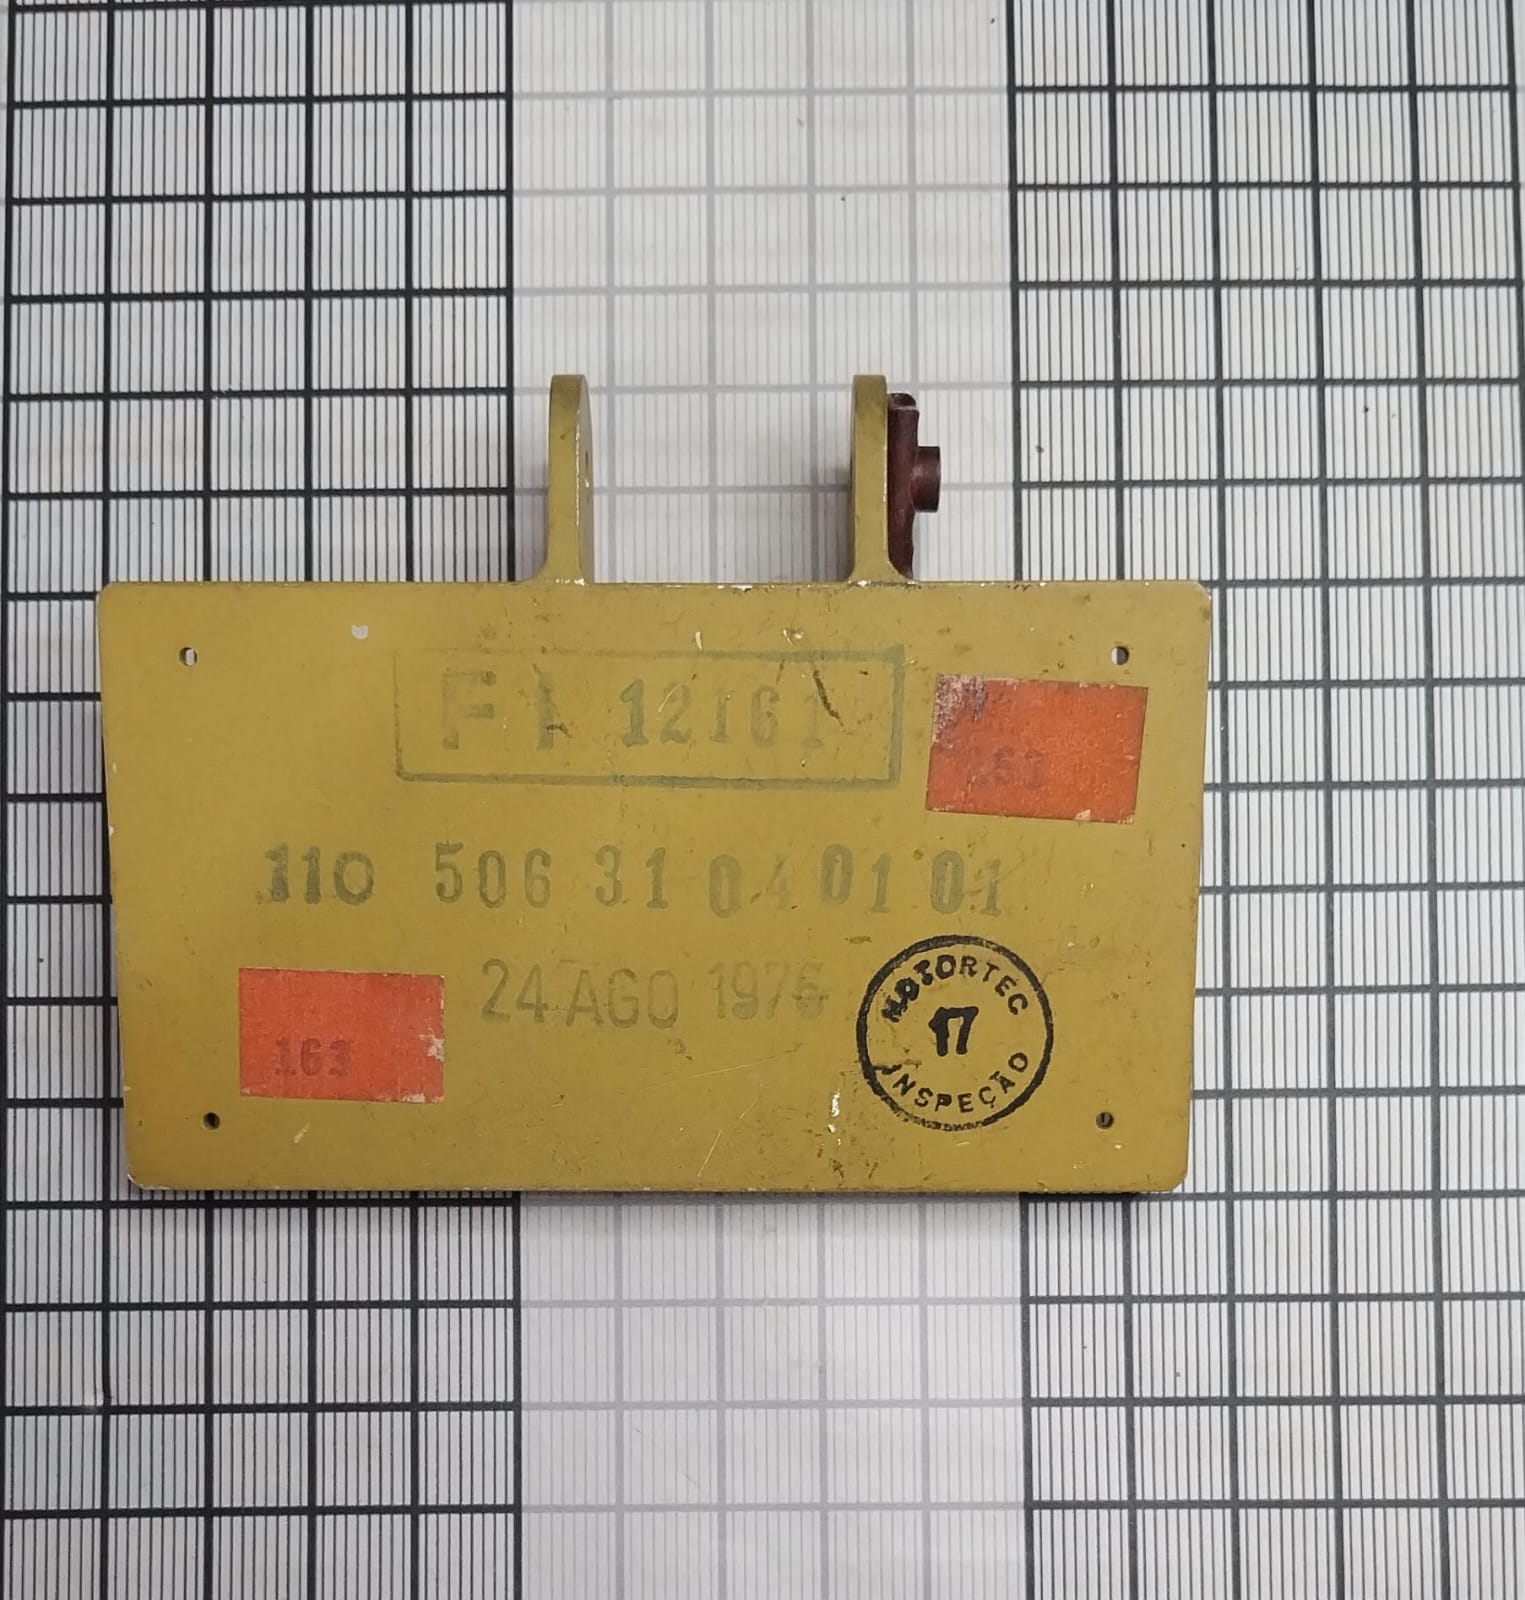 FI 12161
163
110 506 31 04 01 01
24 AGO 1976
163
MOTORTEC
17
INSPEÇÃO